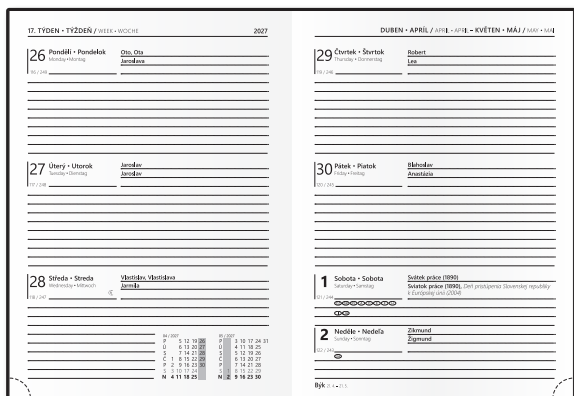 17. TÝDEN • TÝŽDEŇ / WEEK • WOCHE 2027
26 Pondělí • Pondelok Oto, Ota
Monday • Montag Jaroslava
116 / 249
27 Úterý • Utorok Jaroslav
Tuesday • Dienstag Jaroslav
117 / 248
28 Středa • Streda Vlastislav, Vlastislava
Wednesday • Mittwoch Jarmila
118 / 247
04 / 2027
P 5 12 19 26
Ú 6 13 20 27
S 7 14 21 28
Č 1 8 15 22 29
P 2 9 16 23 30
S 3 10 17 24
N 4 11 18 25
05 / 2027
P 3 10 17 24 31
Ú 4 11 18 25
S 5 12 19 26
Č 6 13 20 27
P 7 14 21 28
S 1 8 15 22 29
N 2 9 16 23 30
DUBEN • APRÍL / APRIL • APRIL – KVĚTEN • MÁJ / MAY • MAI
29 Čtvrtek • Štvrtok Robert
Thursday • Donnerstag Lea
119 / 246
30 Pátek • Piatok Blahoslav
Friday • Freitag Anastázia
120 / 245
1 Sobota • Sobota Svátek práce (1890)
Saturday • Samstag Sviatok práce (1890), Deň pristúpenia Slovenskej republiky
k Európskej únii (2004)
121 / 244
2 Neděle • Nedeľa Zikmund
Sunday • Sonntag Žigmund
122 / 243
Býk 21. 4. – 21. 5.